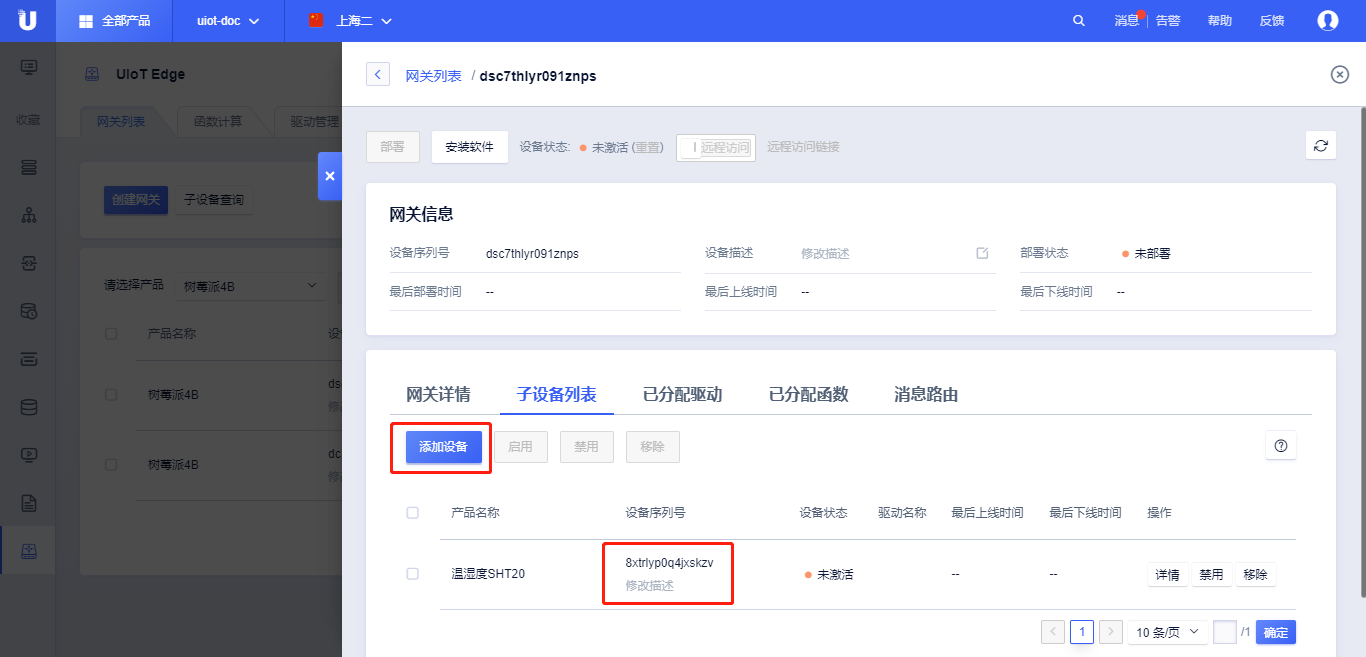 全部产品
uiot-doc
上海二
消息
告警
帮助
反馈
收藏
UIoT Edge
网关列表
函数计算
驱动管理
创建网关
子设备查询
请选择产品
树莓派4B
产品名称
设
树莓派4B
ds
修
树莓派4B
dc
修
网关列表 / dsc7thlyr091znps
部署
安装软件
设备状态: 未激活 (重置)
远程访问
远程访问链接
网关信息
设备序列号 dsc7thlyr091znps
设备描述 修改描述
部署状态 未部署
最后部署时间 --
最后上线时间 --
最后下线时间 --
网关详情
子设备列表
已分配驱动
已分配函数
消息路由
添加设备
启用
禁用
移除
产品名称
设备序列号
设备状态
驱动名称
最后上线时间
最后下线时间
操作
温湿度SHT20
8xtrlyp0q4jxskzv
修改描述
未激活
--
--
详情
禁用
移除
1
10 条/页
/1
确定